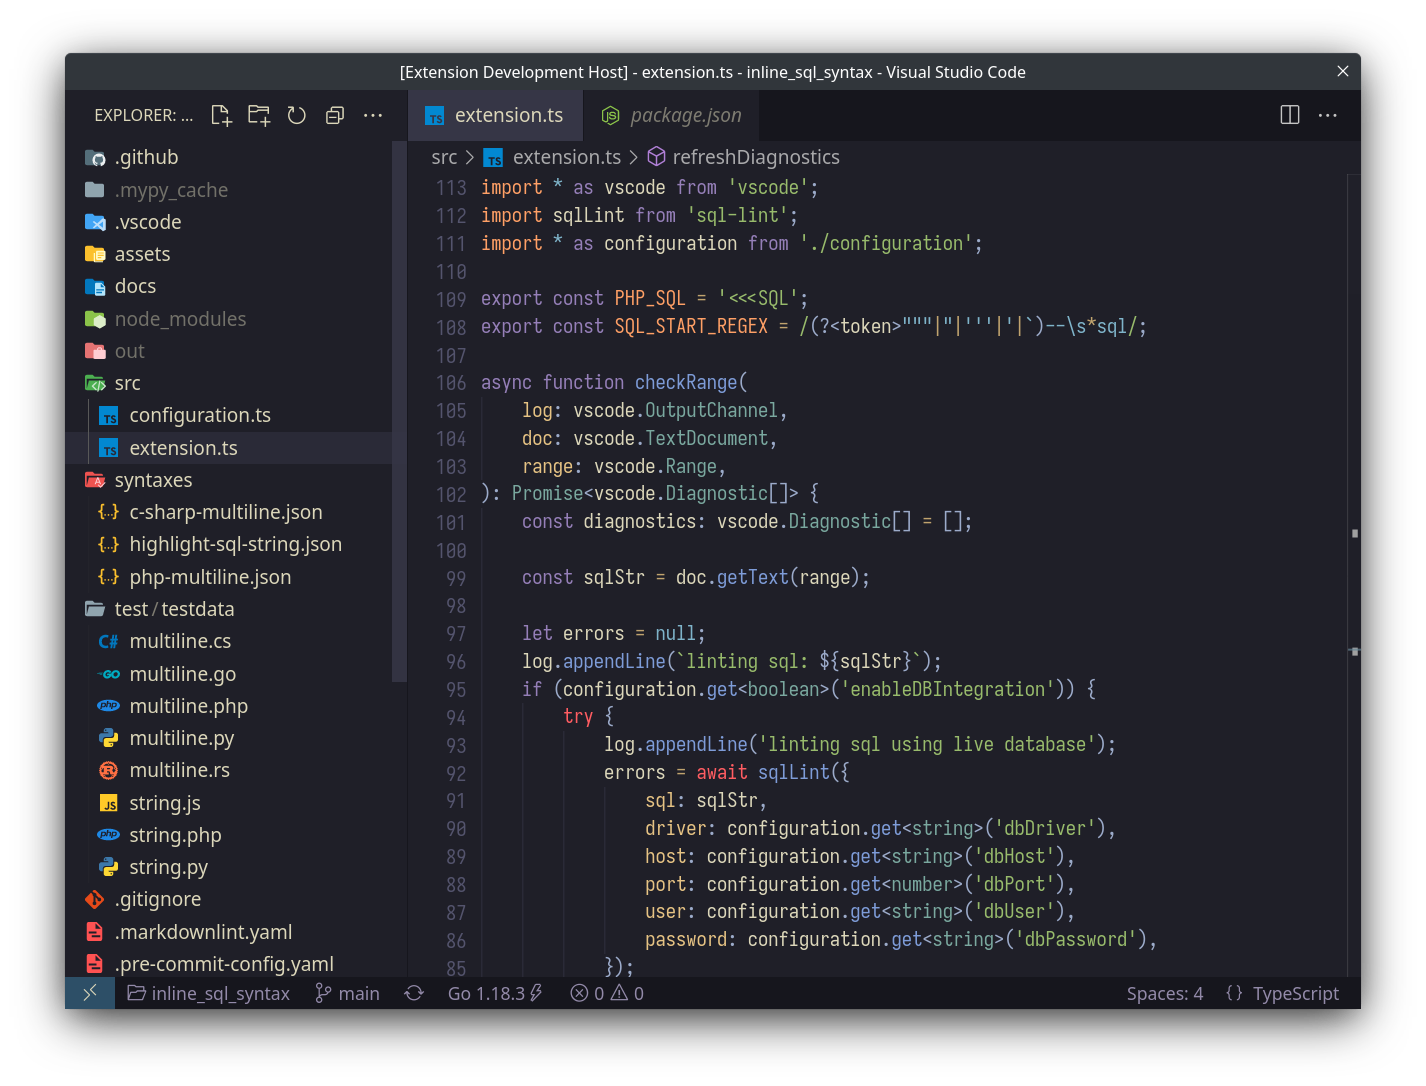 [Extension Development Host] - extension.ts - inline_sql_syntax - Visual Studio Code
EXPLORER: ...
.github
.mypy_cache
.vscode
assets
docs
node_modules
out
src
configuration.ts
extension.ts
syntaxes
c-sharp-multiline.json
highlight-sql-string.json
php-multiline.json
test/testdata
multiline.cs
multiline.go
multiline.php
multiline.py
multiline.rs
string.js
string.php
string.py
.gitignore
.markdownlint.yaml
.pre-commit-config.yaml
extension.ts
package.json
src > extension.ts > refreshDiagnostics
113 import * as vscode from 'vscode';
112 import sqlLint from 'sql-lint';
111 import * as configuration from './configuration';
110
109 export const PHP_SQL = '<<<SQL';
108 export const SQL_START_REGEX = /(?<token>"""|"|'''|'|`)--\s*sql/;
107
106 async function checkRange(
105     log: vscode.OutputChannel,
104     doc: vscode.TextDocument,
103     range: vscode.Range,
102 ): Promise<vscode.Diagnostic[]> {
101     const diagnostics: vscode.Diagnostic[] = [];
100
99     const sqlStr = doc.getText(range);
98
97     let errors = null;
96     log.appendLine(`linting sql: ${sqlStr}`);
95     if (configuration.get<boolean>('enableDBIntegration')) {
94         try {
93             log.appendLine('linting sql using live database');
92             errors = await sqlLint({
91                 sql: sqlStr,
90                 driver: configuration.get<string>('dbDriver'),
89                 host: configuration.get<string>('dbHost'),
88                 port: configuration.get<number>('dbPort'),
87                 user: configuration.get<string>('dbUser'),
86                 password: configuration.get<string>('dbPassword'),
85             });
inline_sql_syntax
main
Go 1.18.3
0
0
Spaces: 4
{} TypeScript